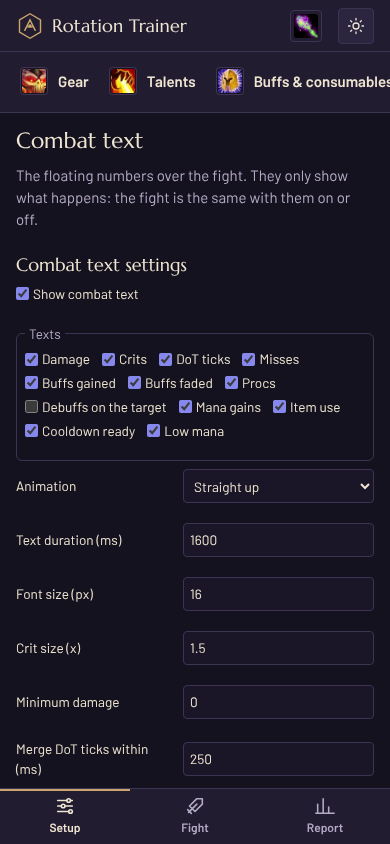 Rotation Trainer
Gear
Talents
Buffs & consumables
Combat text
The floating numbers over the fight. They only show
what happens: the fight is the same with them on or
off.
Combat text settings
Show combat text
Texts
Damage Crits DoT ticks Misses
Buffs gained Buffs faded Procs
Debuffs on the target Mana gains Item use
Cooldown ready Low mana
Animation Straight up
Text duration (ms) 1600
Font size (px) 16
Crit size (x) 1.5
Minimum damage 0
Merge DoT ticks within
(ms) 250
Setup Fight Report